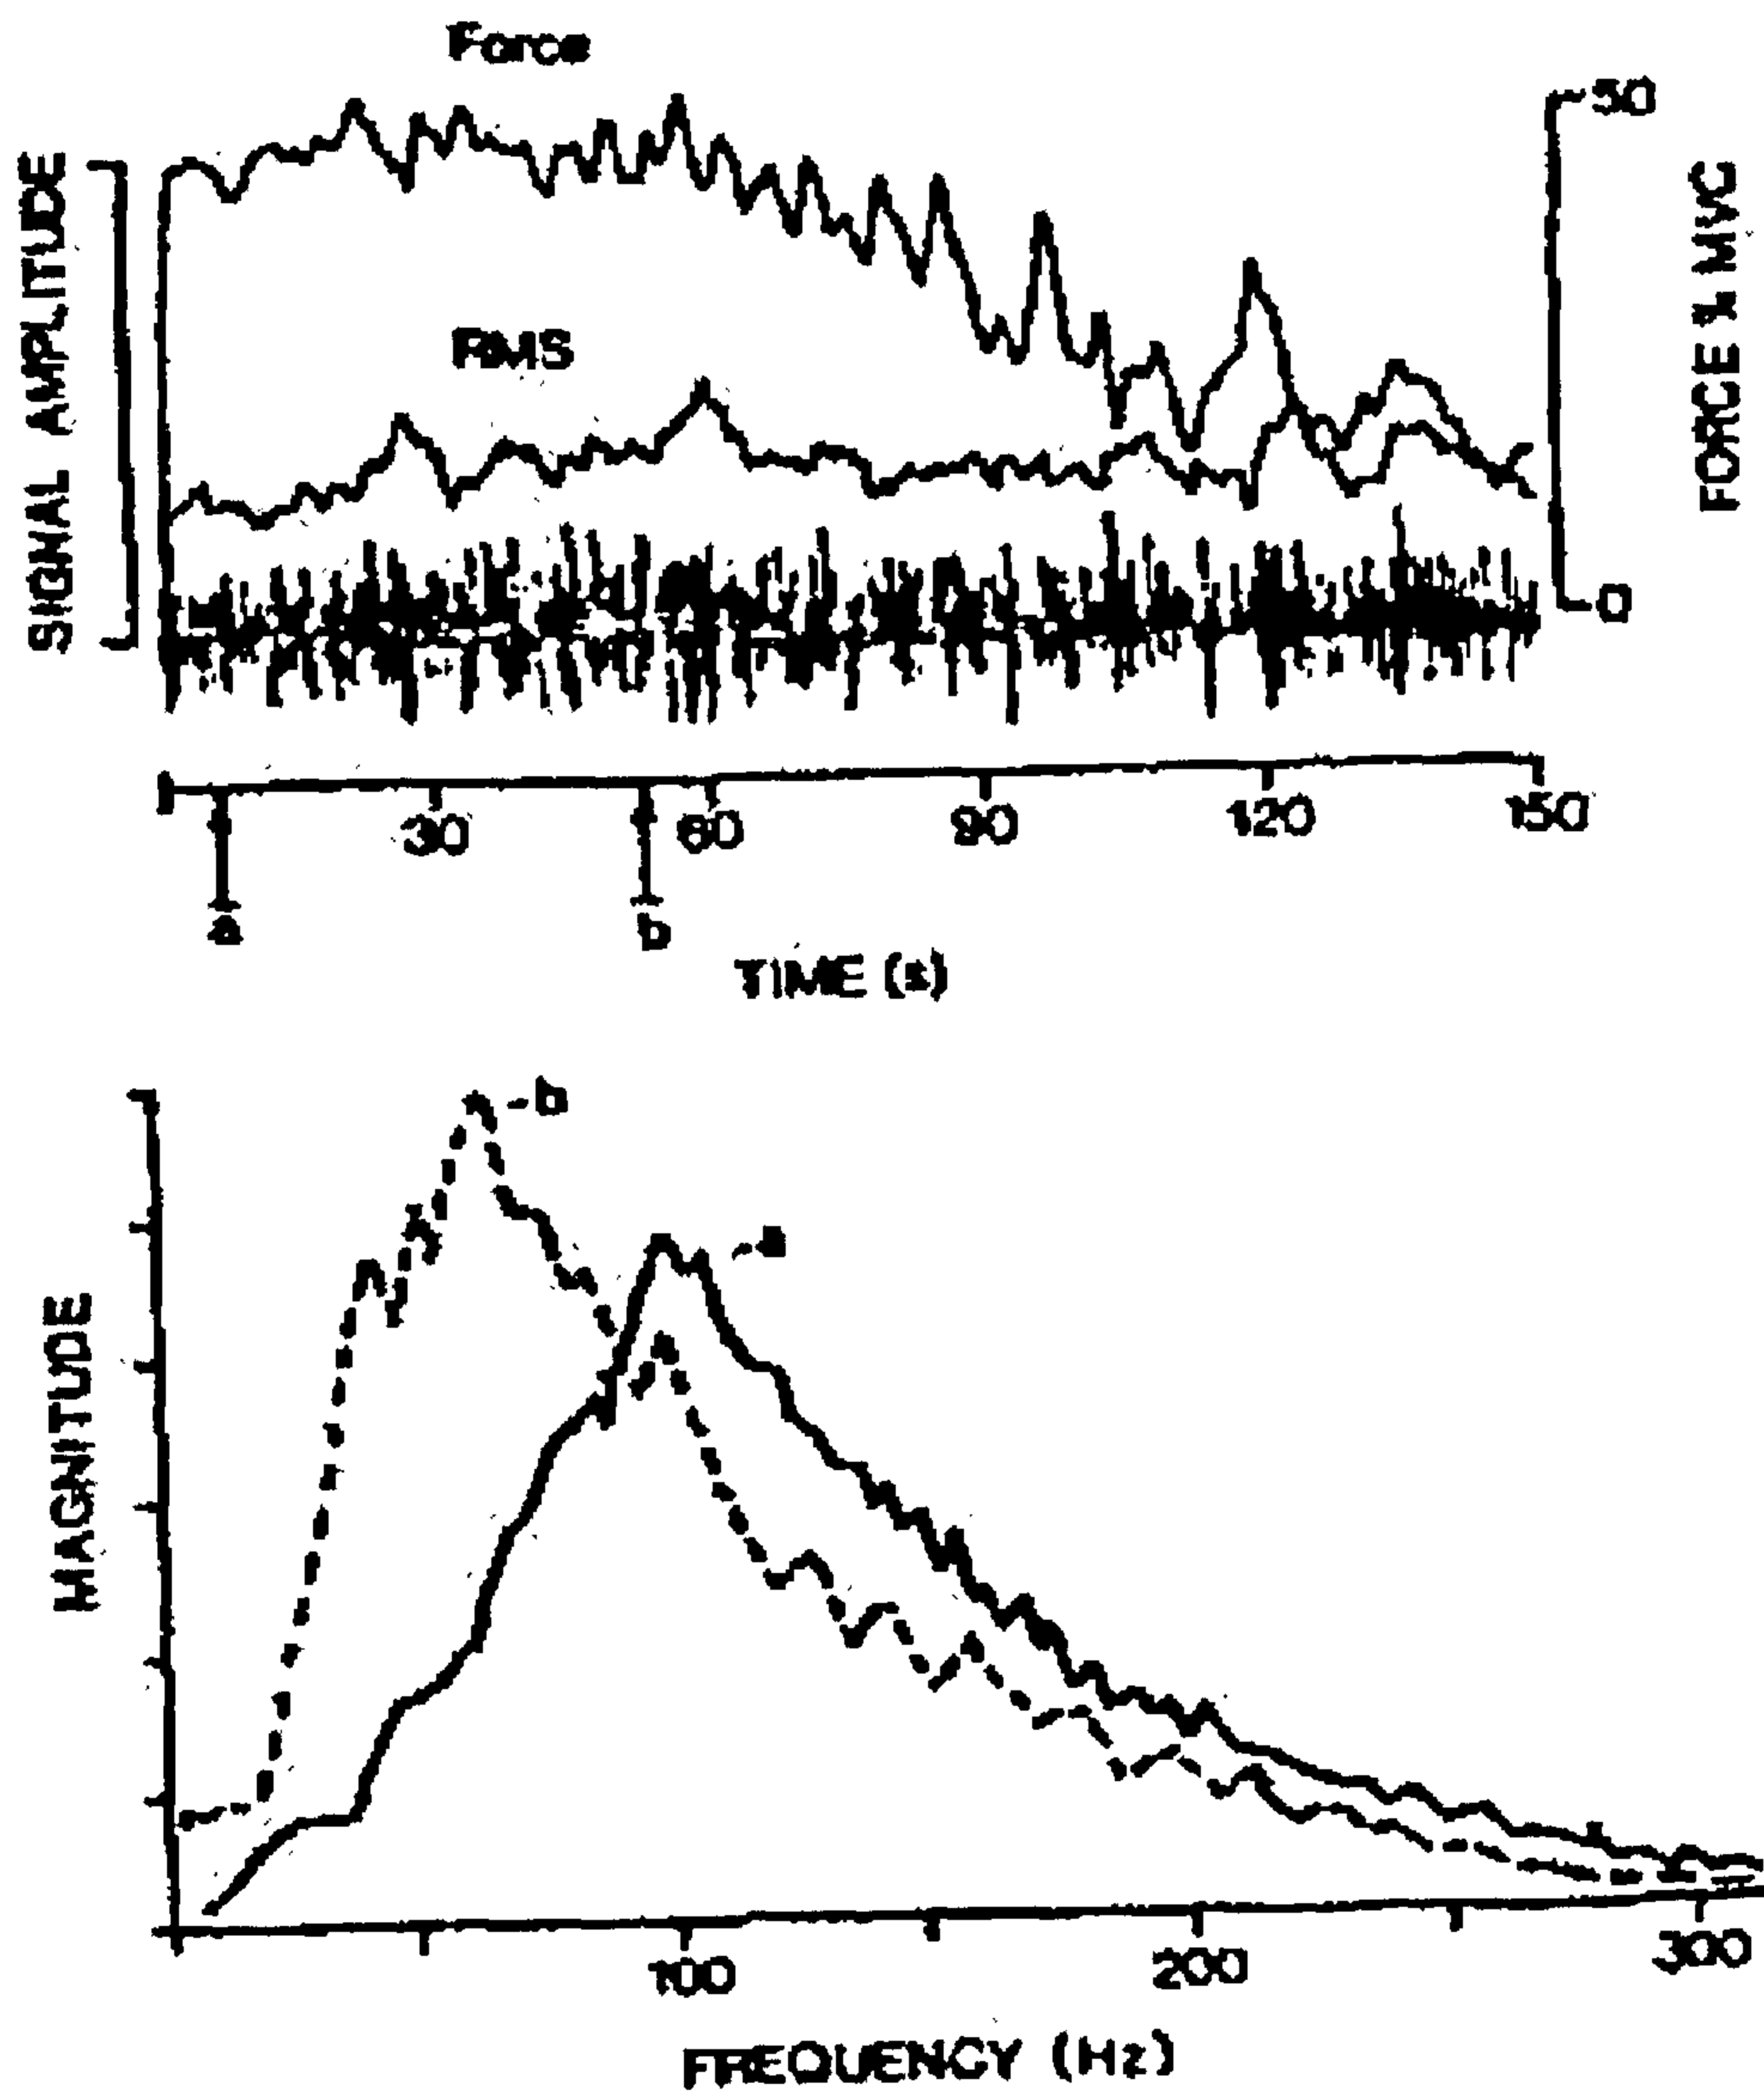 Force
50
SIGNAL AMPLITUDE
FORCE % MVC
RMS
0
30
60
90
120
150
a
b
TIME (s)
b
a
MAGNITUDE
100
200
300
FREQUENCY (Hz)